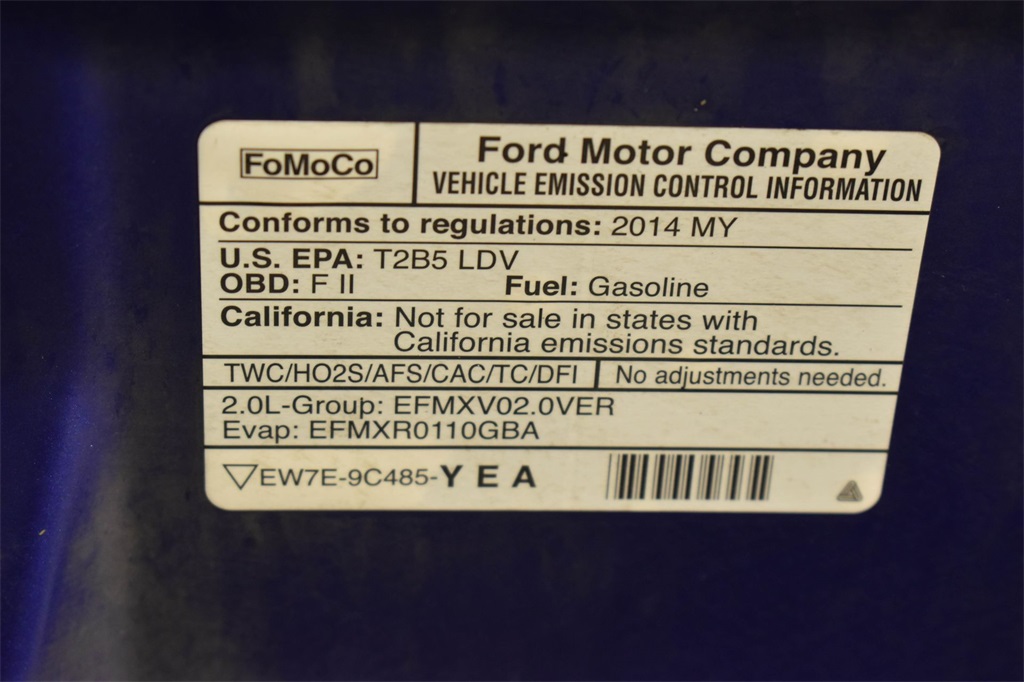 FoMoCo
Ford Motor Company
VEHICLE EMISSION CONTROL INFORMATION
Conforms to regulations: 2014 MY
U.S. EPA: T2B5 LDV
OBD: F II Fuel: Gasoline
California: Not for sale in states with
California emissions standards.
TWC/HO2S/AFS/CAC/TC/DFI No adjustments needed.
2.0L-Group: EFMXV02.0VER
Evap: EFMXR0110GBA
EW7E-9C485-Y E A